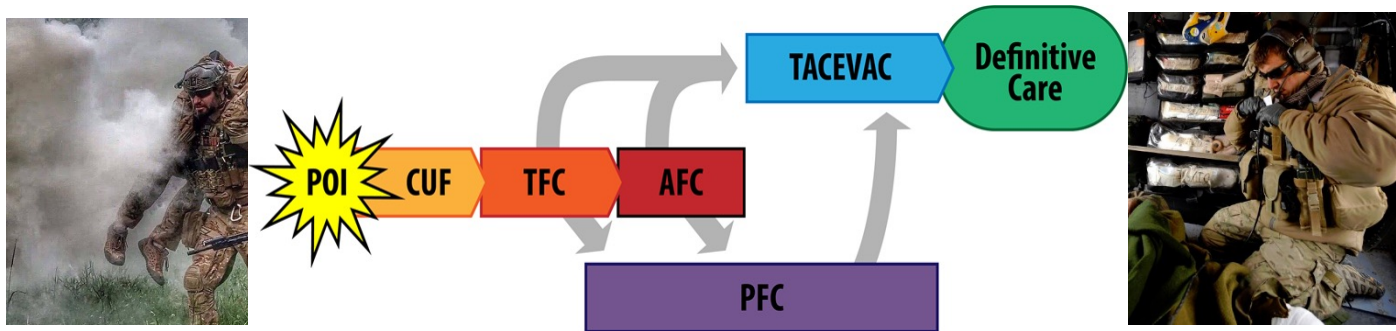 POI
CUF
TFC
AFC
TACEVAC
Definitive
Care
PFC